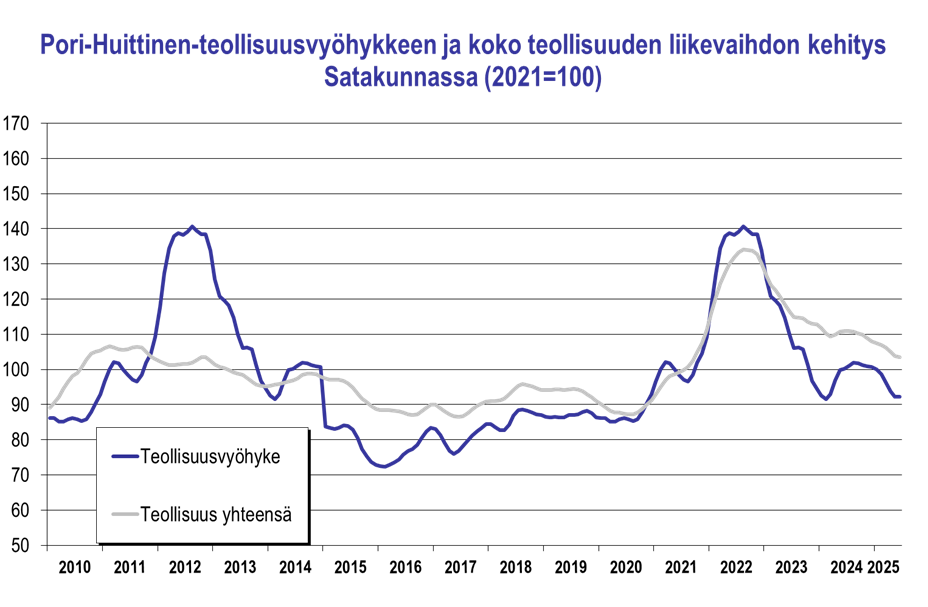 Pori-Huittinen-teollisuusvyöhykkeen ja koko teollisuuden liikevaihdon kehitys
Satakunnassa (2021=100)
170
160
150
140
130
120
110
100
90
80
70
60
50
Teollisuusvyöhyke
Teollisuus yhteensä
2010 2011 2012 2013 2014 2015 2016 2017 2018 2019 2020 2021 2022 2023 2024 2025